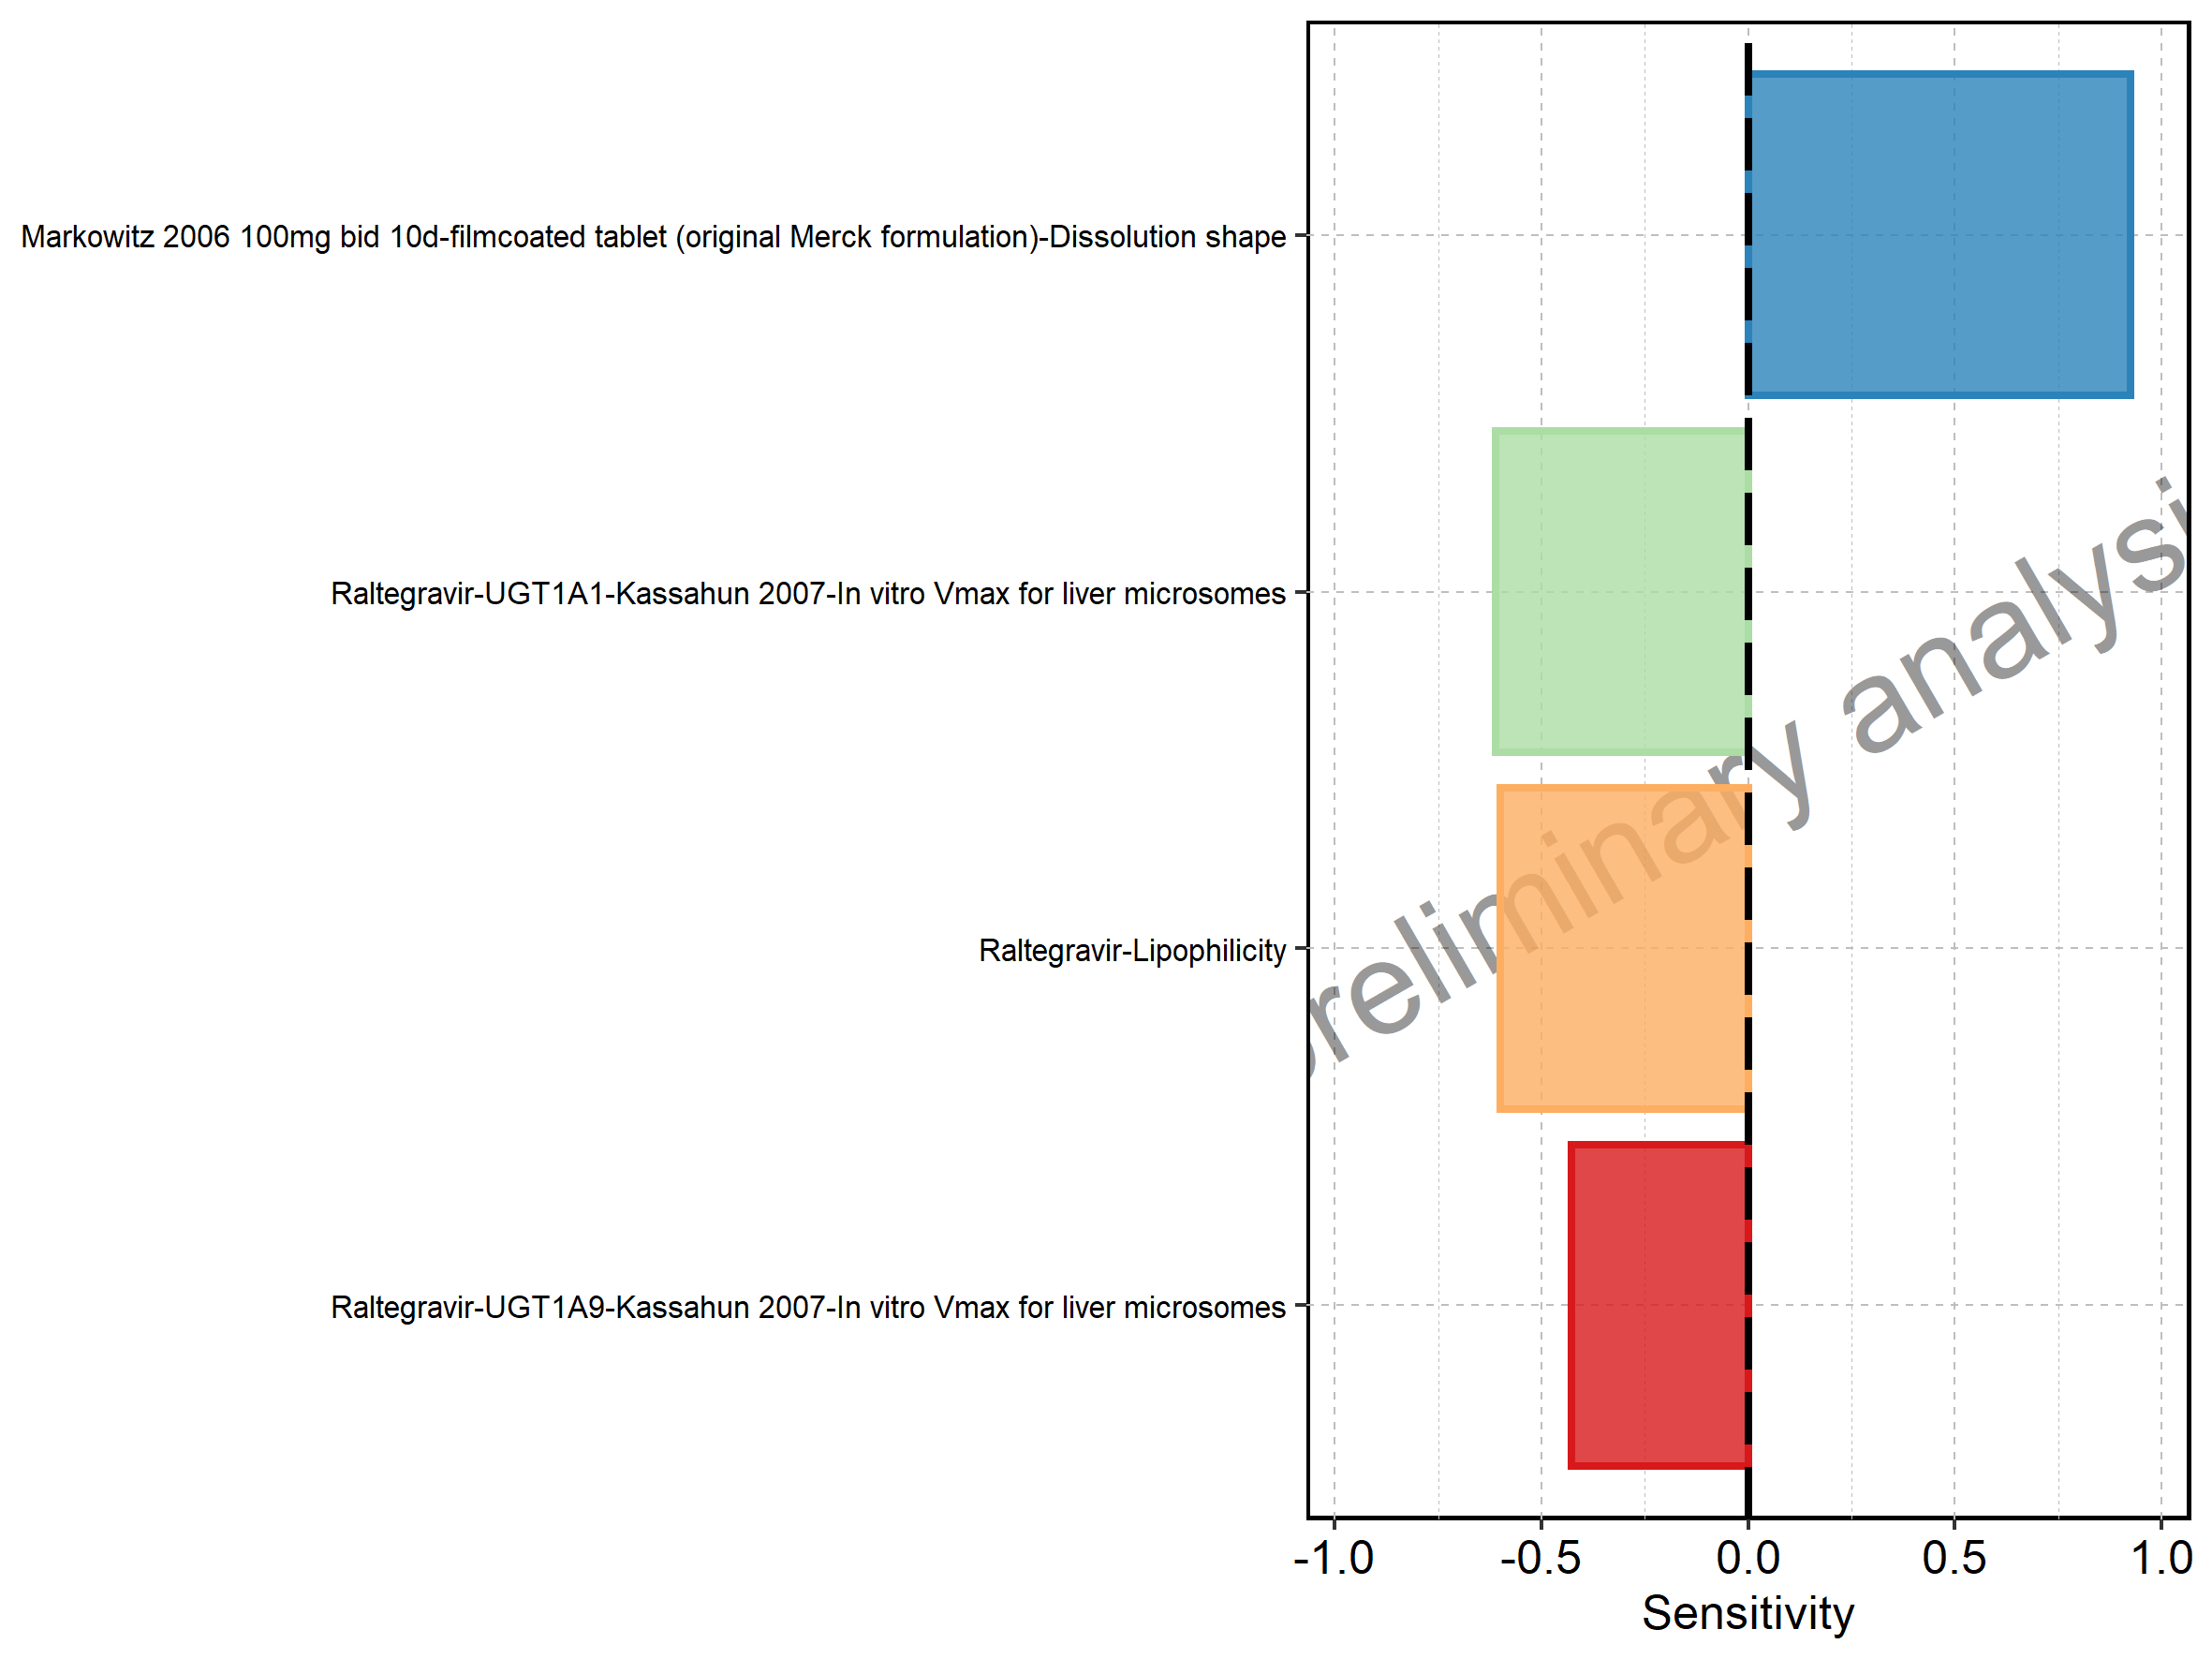 Markowitz 2006 100mg bid 10d-filmcoated tablet (original Merck formulation)-Dissolution shape
Raltegravir-UGT1A1-Kassahun 2007-In vitro Vmax for liver microsomes
Raltegravir-Lipophilicity
Raltegravir-UGT1A9-Kassahun 2007-In vitro Vmax for liver microsomes
preliminary analysi
-1.0 -0.5 0.0 0.5 1.0
Sensitivity